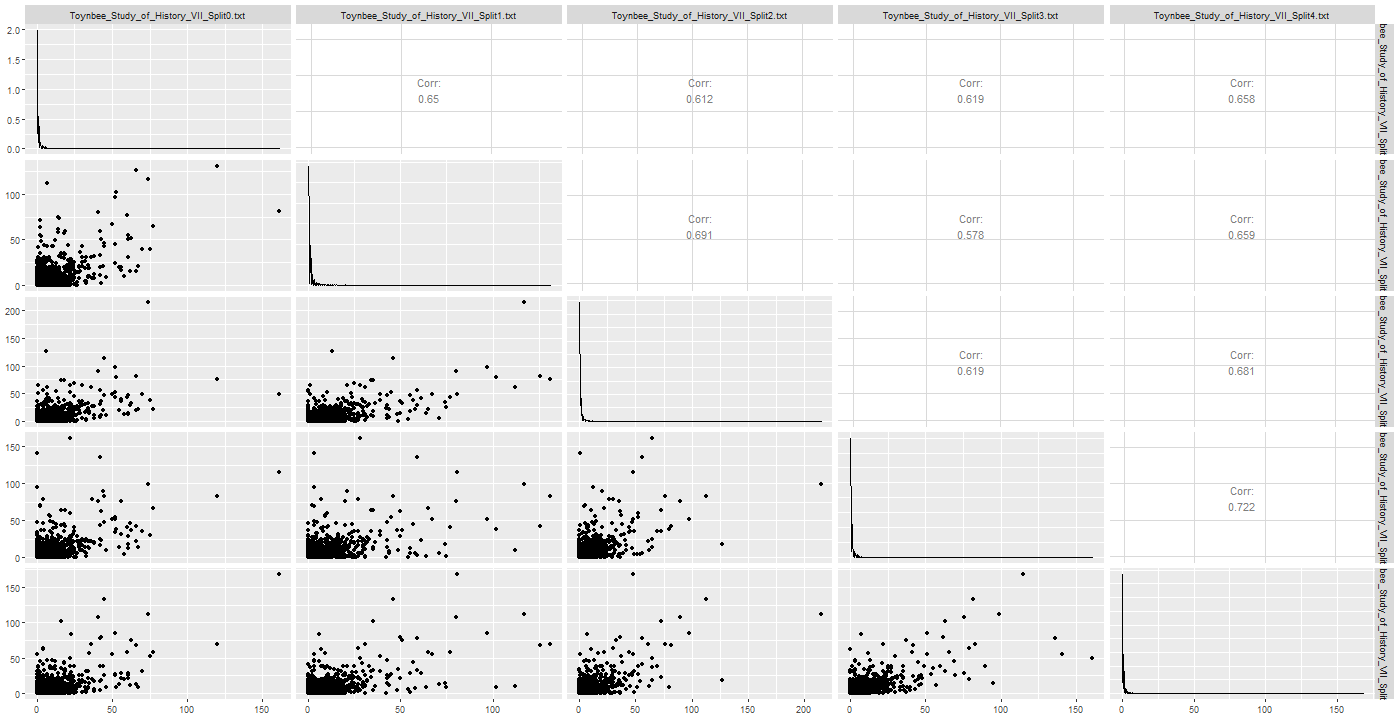 Toynbee_Study_of_History_VII_Split0.txt
Toynbee_Study_of_History_VII_Split1.txt
Toynbee_Study_of_History_VII_Split2.txt
Toynbee_Study_of_History_VII_Split3.txt
Toynbee_Study_of_History_VII_Split4.txt
2.0
1.5
1.0
0.5
0.0
Corr:
0.65
Corr:
0.612
Corr:
0.619
Corr:
0.658
bee_Study_of_History_VII_Split
100
50
0
Corr:
0.691
Corr:
0.578
Corr:
0.659
bee_Study_of_History_VII_Split
200
150
100
50
0
Corr:
0.619
Corr:
0.681
bee_Study_of_History_VII_Split
150
100
50
0
Corr:
0.722
bee_Study_of_History_VII_Split
150
100
50
0
bee_Study_of_History_VII_Split
0 50 100 150
0 50 100
0 50 100 150 200
0 50 100 150
0 50 100 150